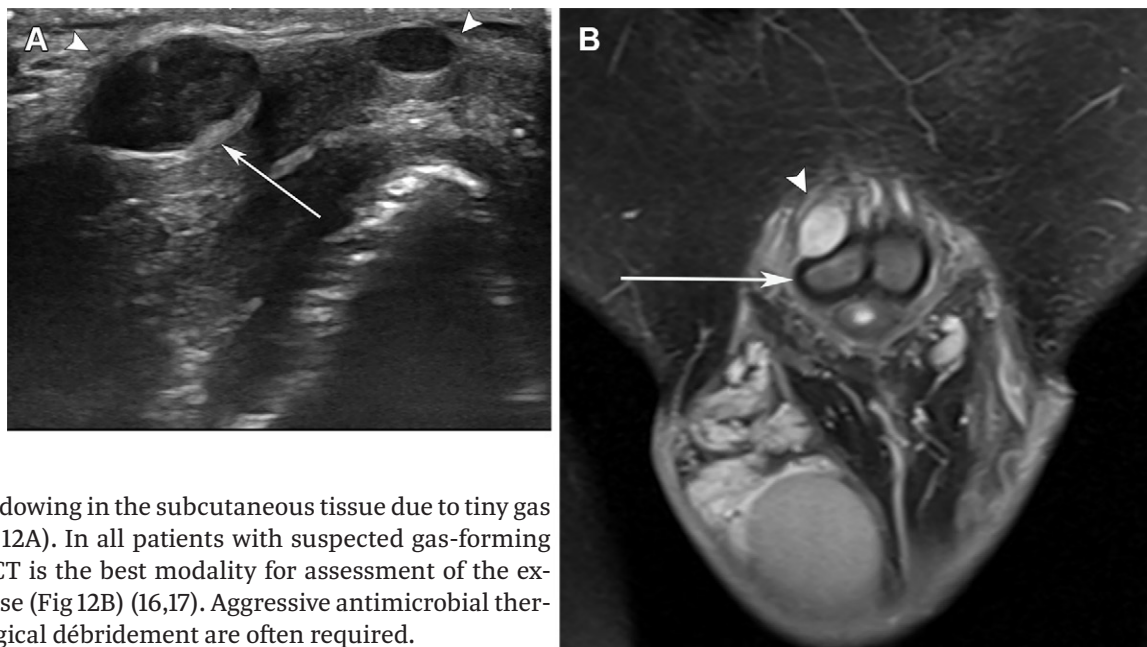 A
B
dowing in the subcutaneous tissue due to tiny gas
12A). In all patients with suspected gas-forming
CT is the best modality for assessment of the ex-
se (Fig 12B) (16,17). Aggressive antimicrobial ther-
gical débridement are often required.